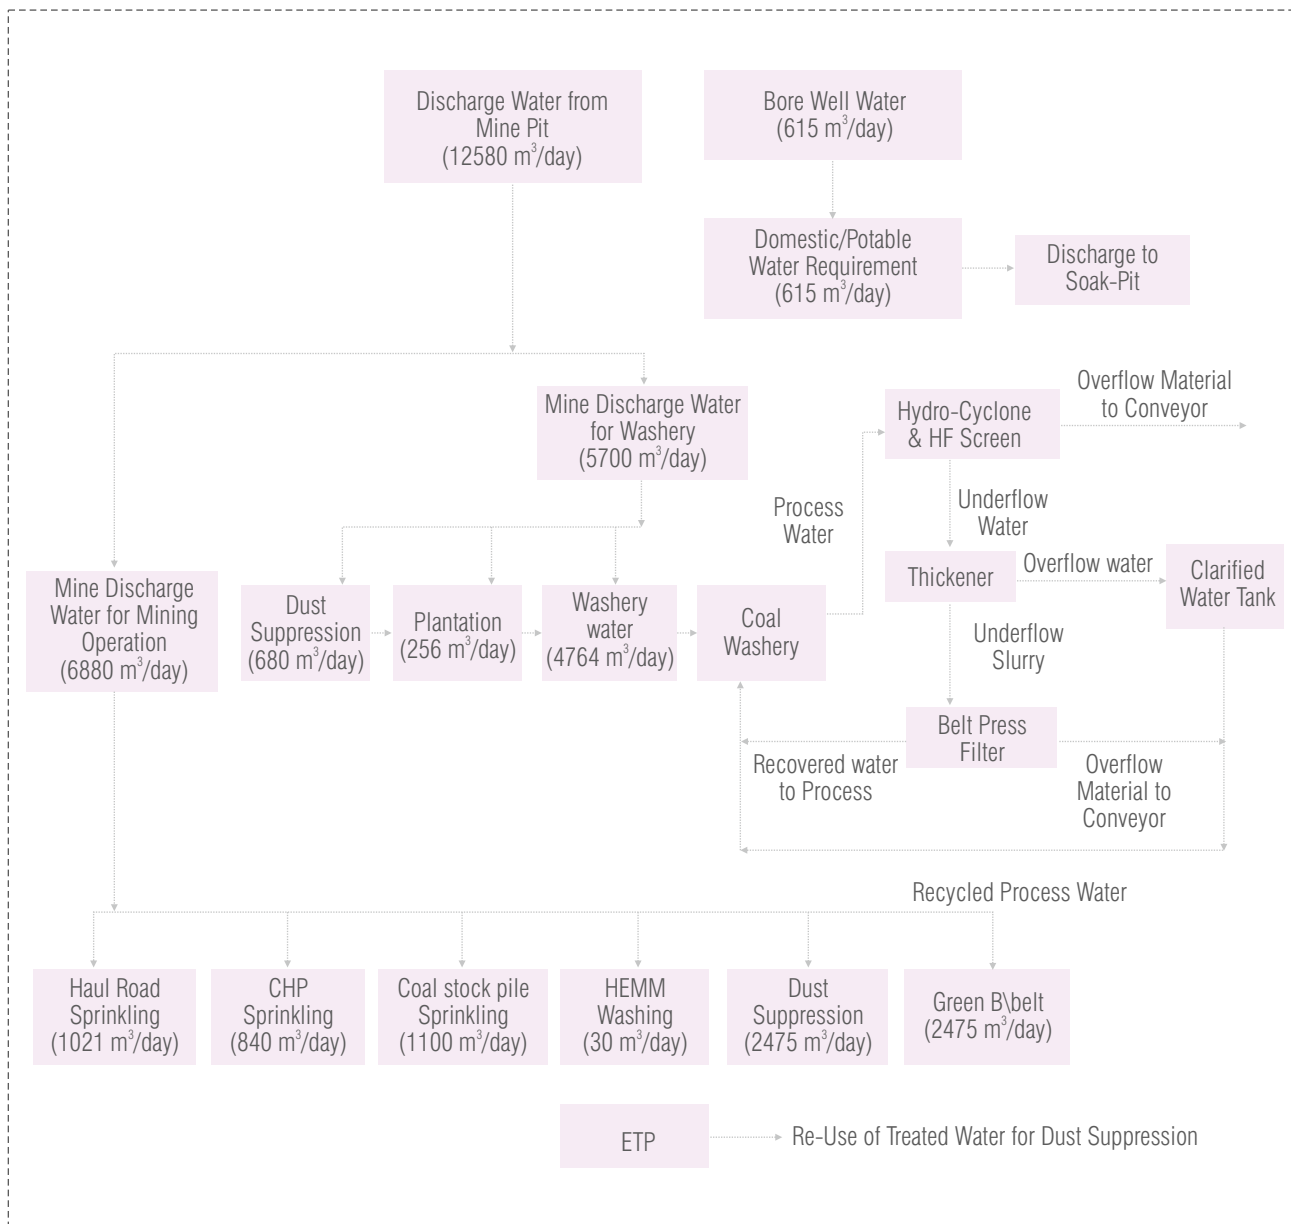 Discharge Water from
Mine Pit
(12580 m³/day)
Bore Well Water
(615 m³/day)
Domestic/Potable
Water Requirement
(615 m³/day)
Discharge to
Soak-Pit
Mine Discharge Water
for Washery
(5700 m³/day)
Hydro-Cyclone
& HF Screen
Overflow Material
to Conveyor
Process
Water
Underflow
Water
Mine Discharge
Water for Mining
Operation
(6880 m³/day)
Dust
Suppression
(680 m³/day)
Plantation
(256 m³/day)
Washery
water
(4764 m³/day)
Coal
Washery
Thickener
Overflow water
Clarified
Water Tank
Underflow
Slurry
Belt Press
Filter
Recovered water
to Process
Overflow
Material to
Conveyor
Recycled Process Water
Haul Road
Sprinkling
(1021 m³/day)
CHP
Sprinkling
(840 m³/day)
Coal stock pile
Sprinkling
(1100 m³/day)
HEMM
Washing
(30 m³/day)
Dust
Suppression
(2475 m³/day)
Green B\belt
(2475 m³/day)
ETP
Re-Use of Treated Water for Dust Suppression